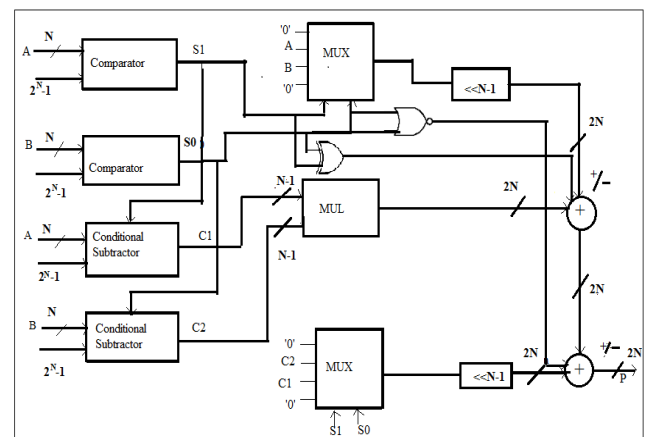 '0'
N
S1
A
A
MUX
Comparator
B
2N-1
'0'
<<N-1
N
S0
B
2N
Comparator
2N-1
+/-
N-1
2N
N
C1
MUL
+
A
Conditional
Subtractor
N-1
2N-1
N
2N
B
Conditional
Subtractor
C2
'0'
2N
+/-
2N
2N-1
C2
MUX
C1
<<N-1
+
P
'0'
S1
S0